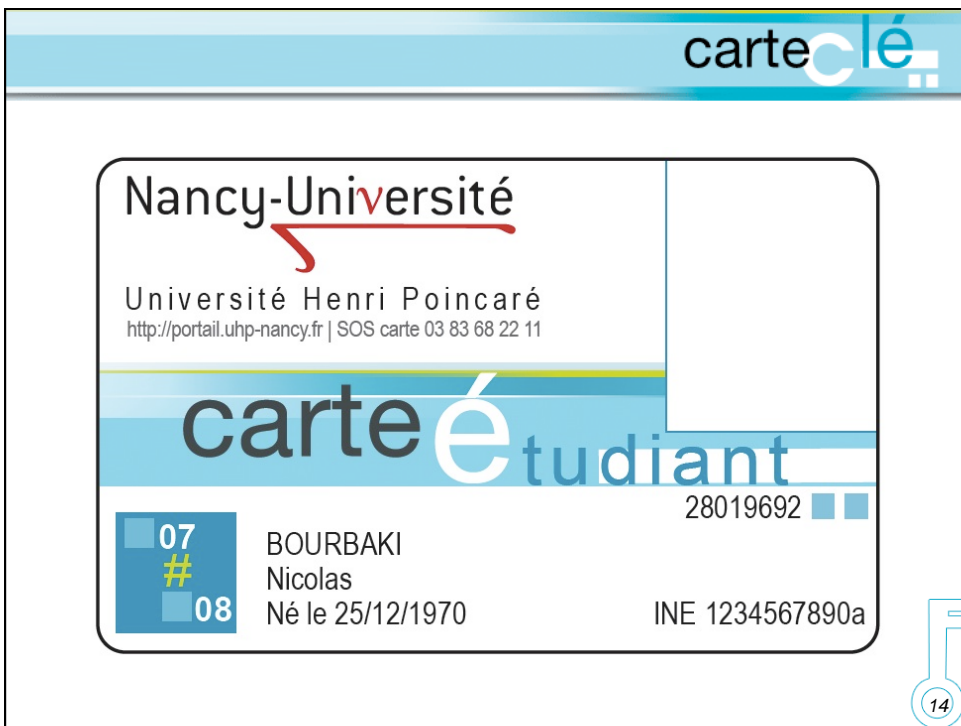 carte clé
Nancy-Université
Université Henri Poincaré
http://portail.uhp-nancy.fr | SOS carte 03 83 68 22 11
carte étudiant
28019692
07
#
08
BOURBAKI
Nicolas
Né le 25/12/1970
INE 1234567890a
14